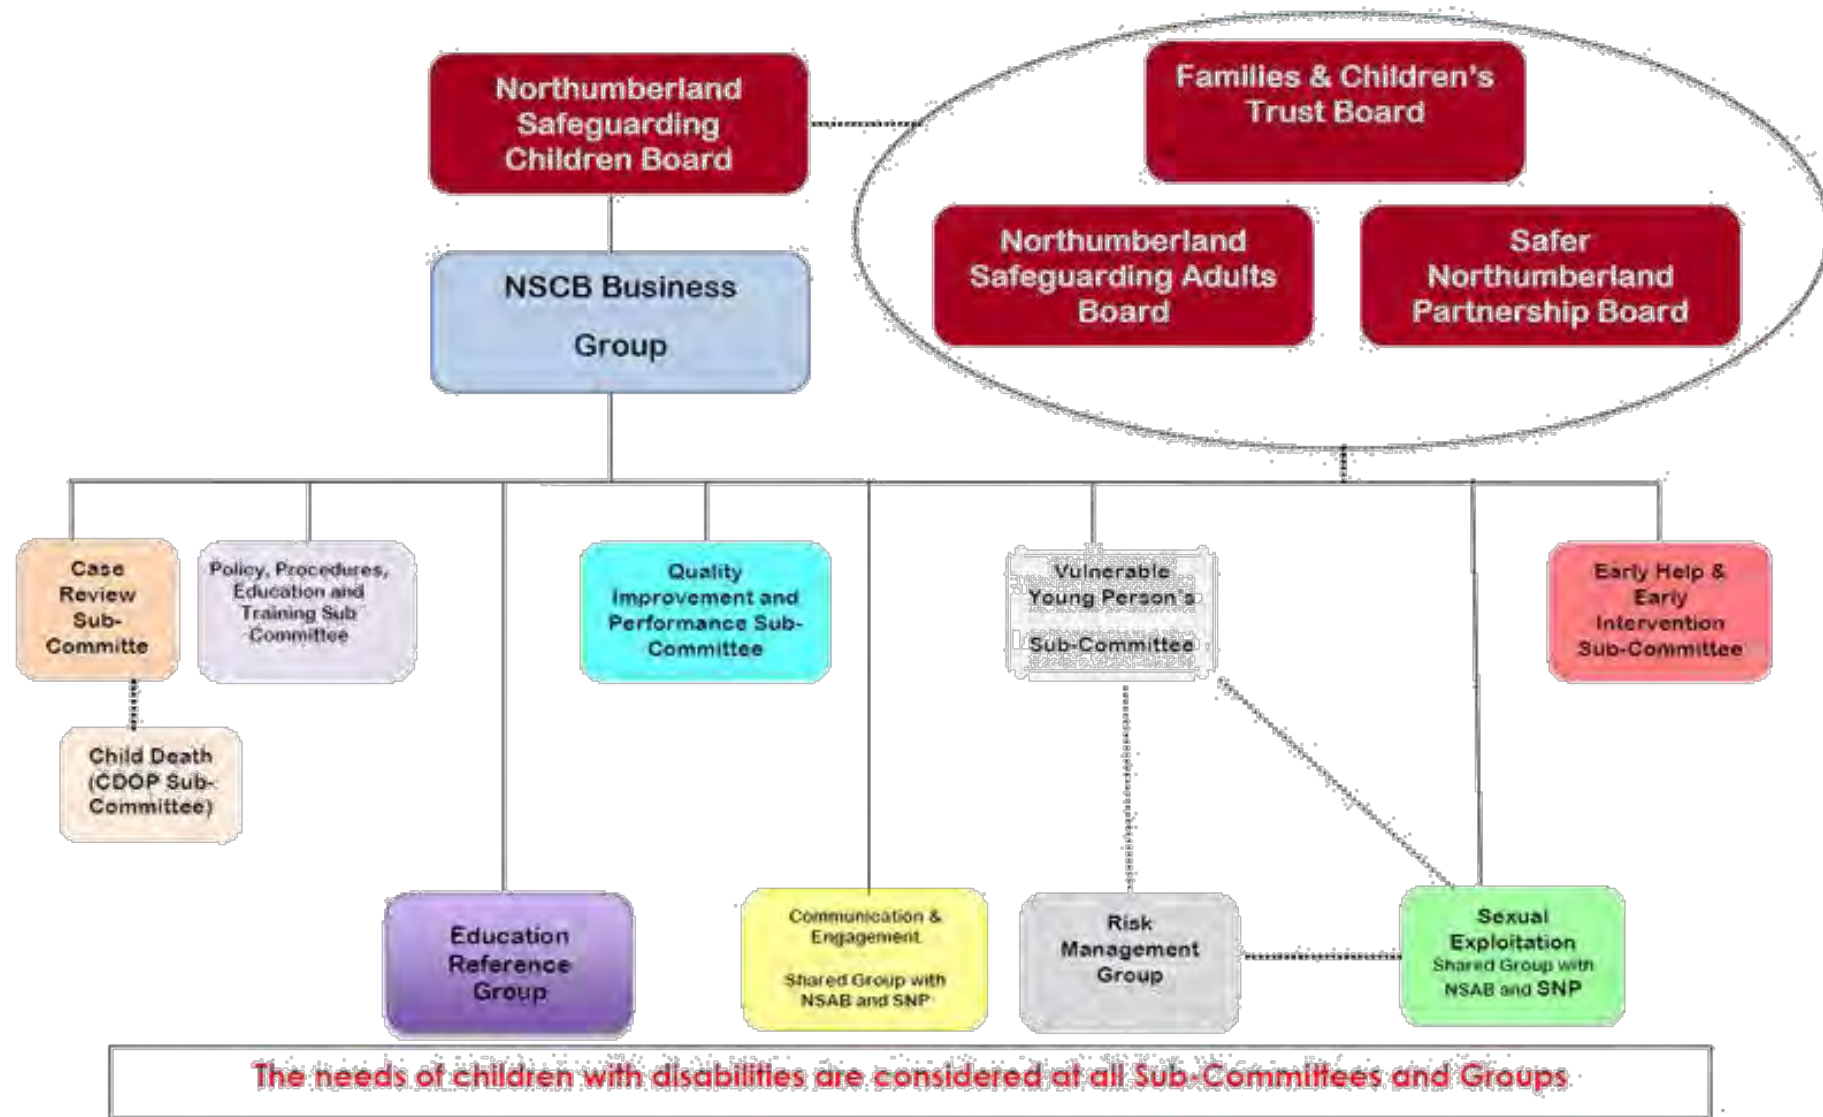 Northumberland
Safeguarding
Children Board
Families & Children's
Trust Board
Northumberland
Safeguarding Adults
Board
Safer
Northumberland
Partnership Board
NSCB Business
Group
Case
Review
Sub-
Committe
Policy, Procedures,
Education and
Training Sub
Committee
Quality
Improvement and
Performance Sub-
Committee
Vulnerable
Young Person's
Sub-Committee
Early Help &
Early
Intervention
Sub-Committee
Child Death
(CDOP Sub-
Committee)
Education
Reference
Group
Communication &
Engagement
Shared Group with
NSAB and SNP
Risk
Management
Group
Sexual
Exploitation
Shared Group with
NSAB and SNP
The needs of children with disabilities are considered at all Sub-Committees and Groups